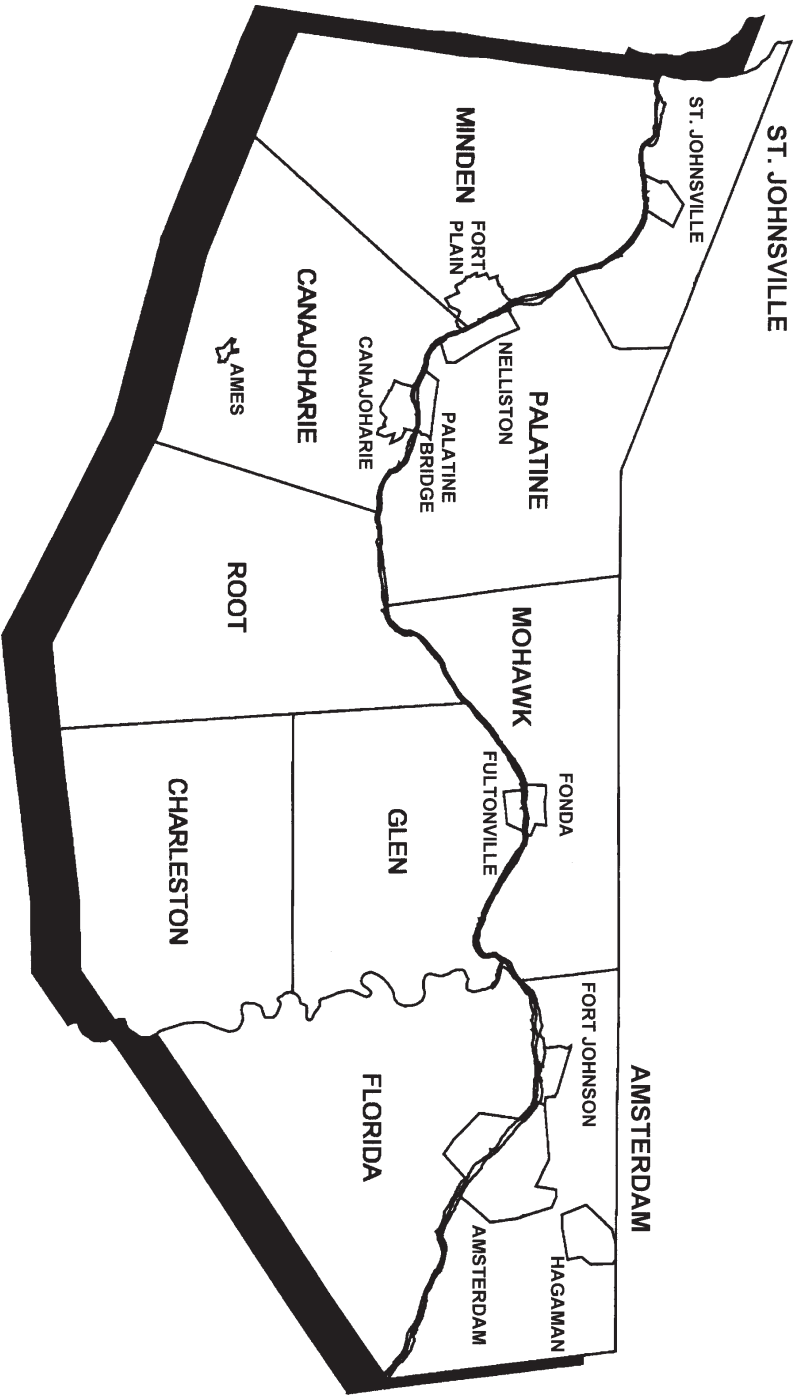 ST. JOHNSVILLE
ST. JOHNSVILLE
MINDEN
FORT
PLAIN
NELLISTON
PALATINE
PALATINE
BRIDGE
CANAJOHARIE
CANAJOHARIE
AMES
ROOT
MOHAWK
FONDA
FULTONVILLE
GLEN
CHARLESTON
AMSTERDAM
FORT JOHNSON
HAGAMAN
AMSTERDAM
FLORIDA